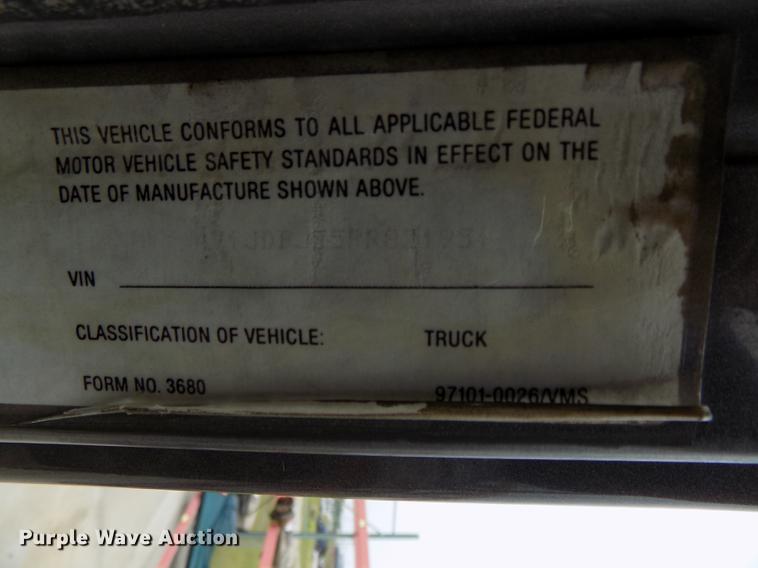 THIS VEHICLE CONFORMS TO ALL APPLICABLE FEDERAL
MOTOR VEHICLE SAFETY STANDARDS IN EFFECT ON THE
DATE OF MANUFACTURE SHOWN ABOVE.
VIN
CLASSIFICATION OF VEHICLE: TRUCK
FORM NO. 3680 97101-0026/VMS
Purple Wave Auction